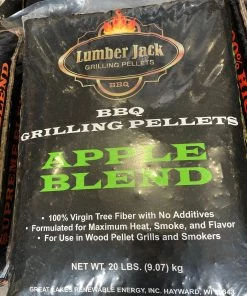 Lumber Jack
GRILLING PELLETS
BBQ
BBQ
GRILLING PELLETS
APPLE
BLEND
• 100% Virgin Tree Fiber with No Additives
• Formulated for Maximum Heat, Smoke, and Flavor
• For Use in Wood Pellet Grills and Smokers
NET WT. 20 LBS. (9.07) kg
GREAT LAKES RENEWABLE ENERGY, INC. HAYWARD, WI